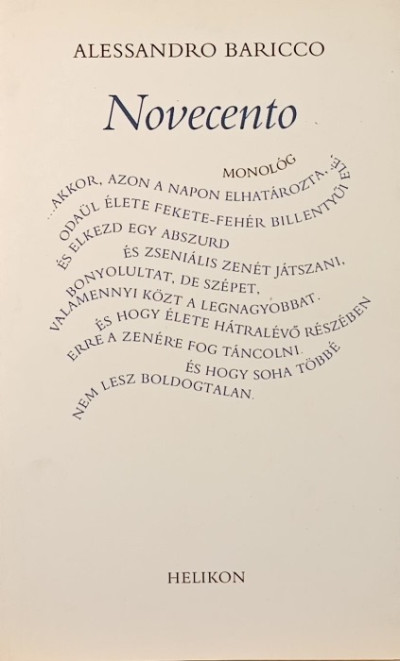 ALESSANDRO BARICCO
Novecento
MONOLÓG
...AKKOR, AZON A NAPON ELHATÁROZTA,
ODAÜL ÉLETE FEKETE-FEHÉR BILLENTYŰI ELÉ,
ÉS ELKEZD EGY ABSZURD
ÉS ZSENIÁLIS ZENÉT JÁTSZANI,
BONYOLULTAT, DE SZÉPET,
VALAMENNYI KÖZT A LEGNAGYOBBAT.
ÉS HOGY ÉLETE HÁTRALÉVŐ RÉSZÉBEN
ERRE A ZENÉRE FOG TÁNCOLNI.
ÉS HOGY SOHA TÖBBÉ
NEM LESZ BOLDOGTALAN.
HELIKON